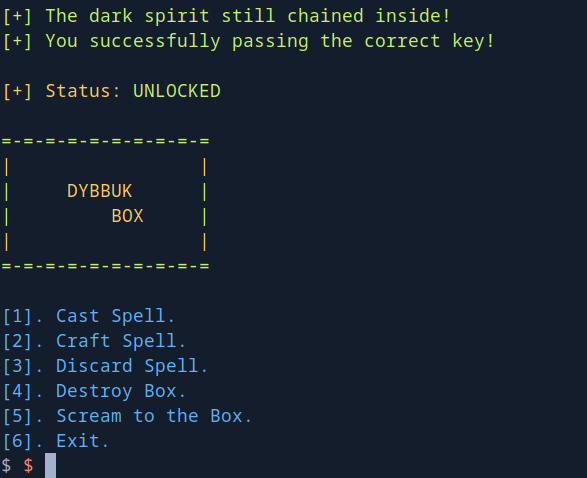 [+] The dark spirit still chained inside!
[+] You successfully passing the correct key!
[+] Status: UNLOCKED
=-=-=-=-=-=-=-=-=-=
|                 |
|     DYBBUK      |
|         BOX     |
|                 |
=-=-=-=-=-=-=-=-=-=
[1]. Cast Spell.
[2]. Craft Spell.
[3]. Discard Spell.
[4]. Destroy Box.
[5]. Scream to the Box.
[6]. Exit.
$ $